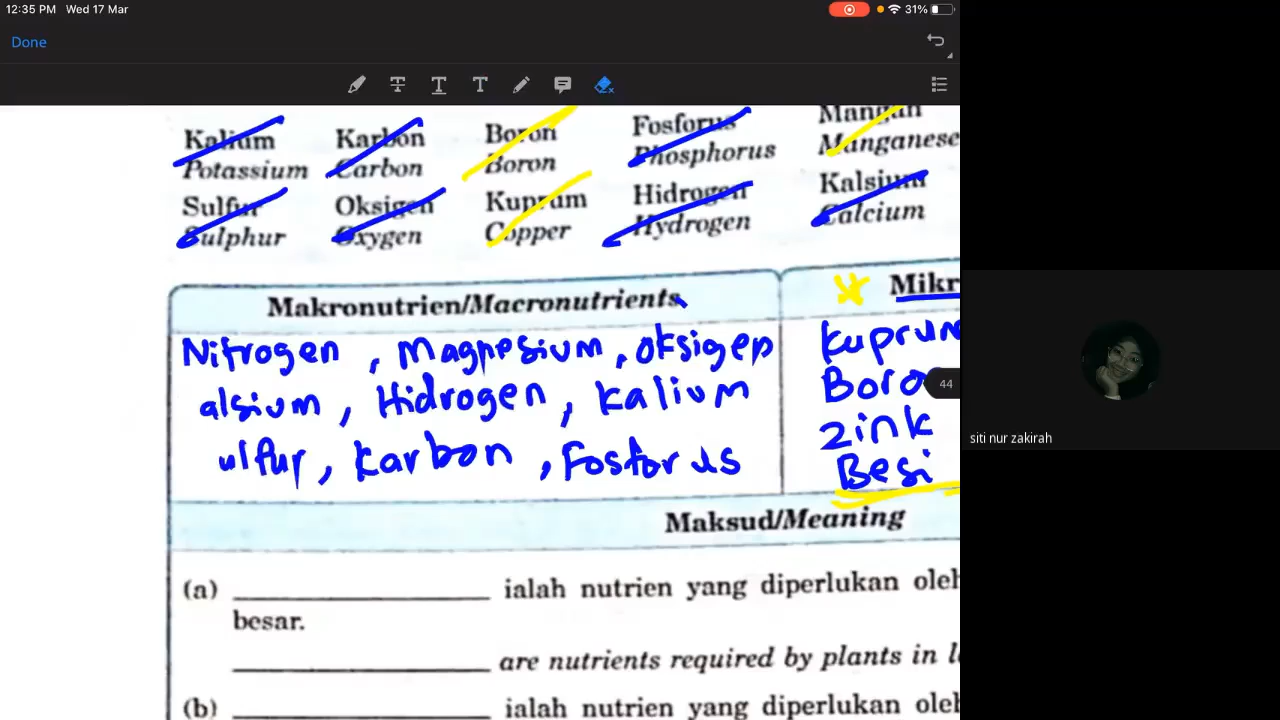 12:35 PM Wed 17 Mar 31%
Done
Kalium Karbon Boron Fosforus Mangan
Potassium Carbon Boron Phosphorus Manganese
Sulfur Oksigen Kuprum Hidrogen Kalsium
Sulphur Oxygen Copper Hydrogen Calcium
Makronutrien/Macronutrients Mikr
Nitrogen, Magnesium, Oksigen Kuprum
alsium, Hidrogen, Kalium Boro
44
ulfur, Karbon, Fosforus Zink
Besi
siti nur zakirah
Maksud/Meaning
(a) ialah nutrien yang diperlukan oleh
besar.
are nutrients required by plants in l
(b) ialah nutrien yang diperlukan oleh